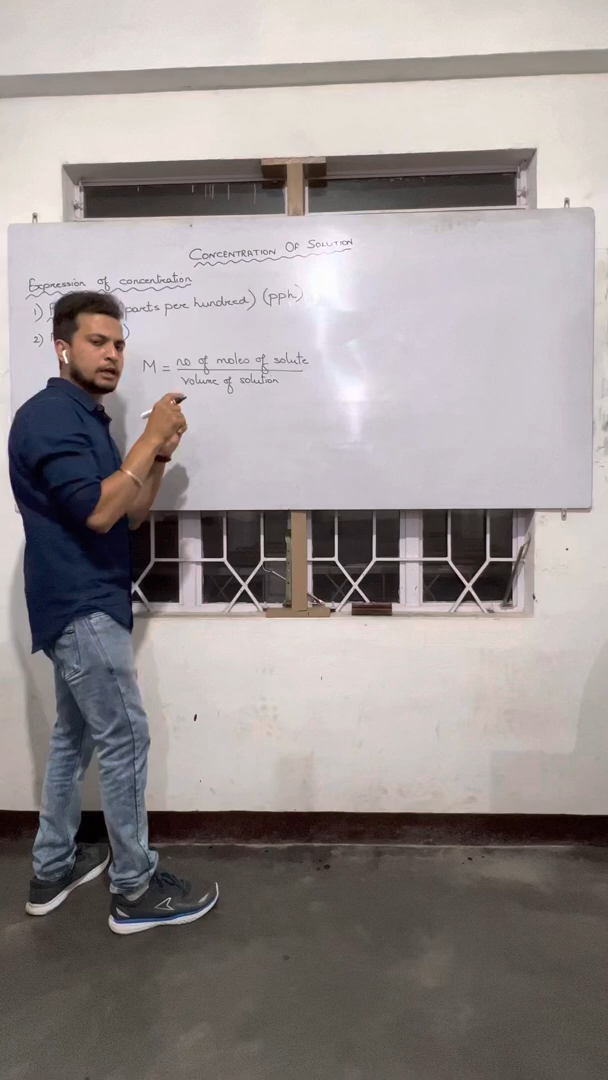 CONCENTRATION OF SOLUTION
Expression of concentration
1) parts per hundred) (pph)
2) )
M = no of moles of solute
volume of solution